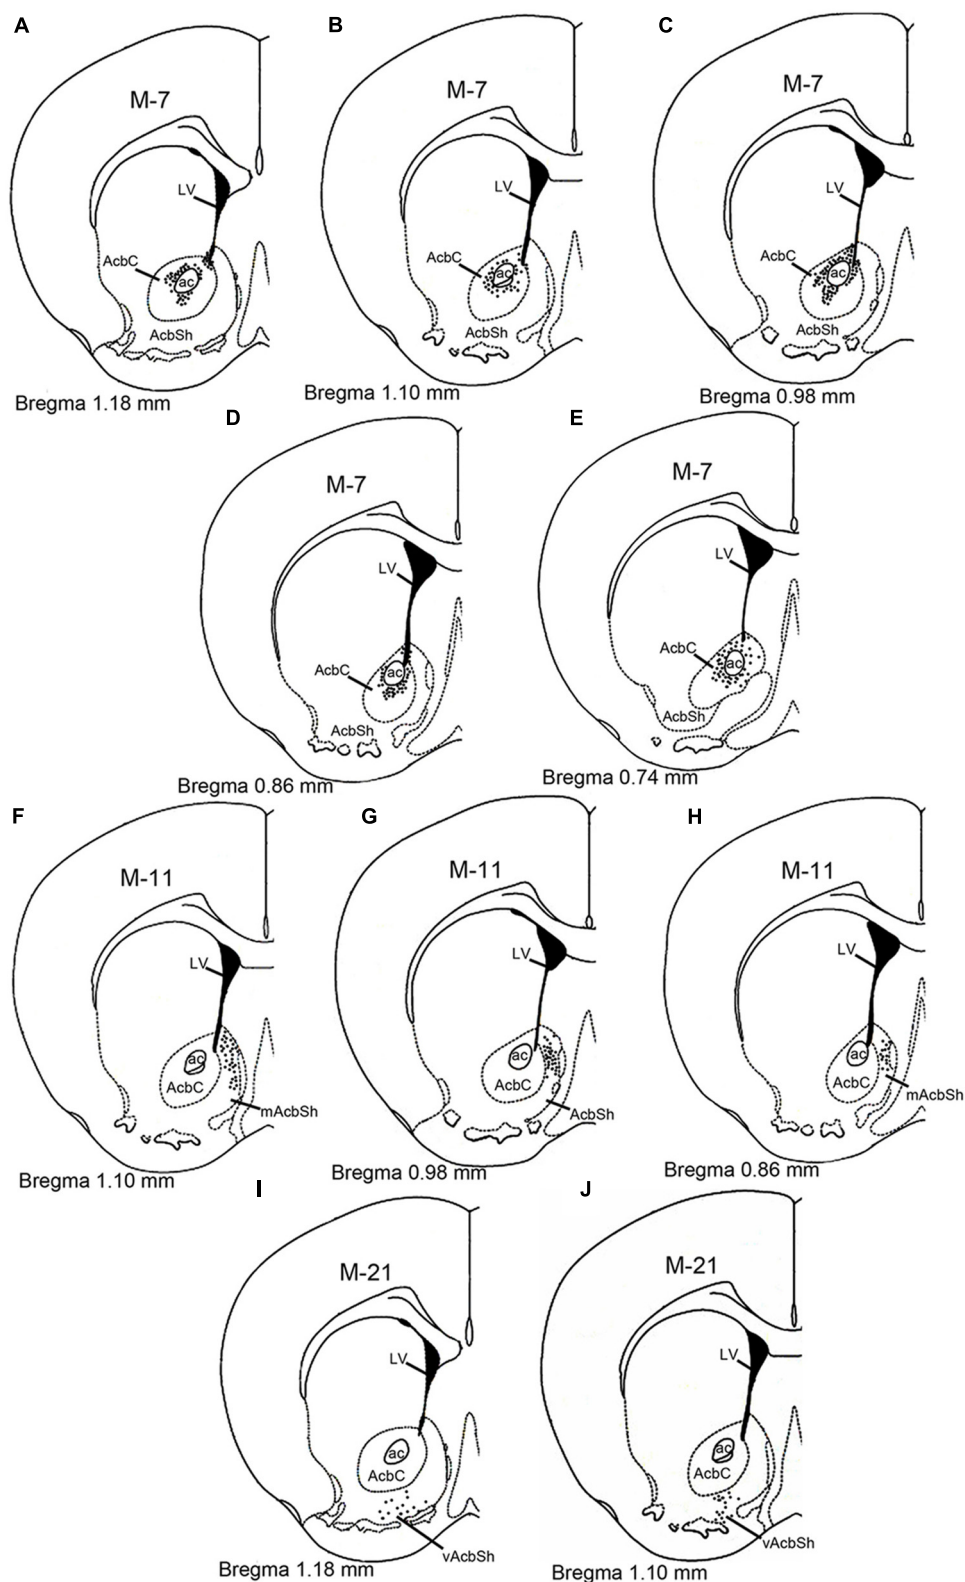 A
B
C
M-7
M-7
M-7
LV
LV
LV
AcbC
ac
AcbSh
AcbC
ac
AcbSh
AcbC
ac
AcbSh
Bregma 1.18 mm
Bregma 1.10 mm
Bregma 0.98 mm
D
E
M-7
M-7
LV
LV
AcbC
ac
AcbSh
AcbC
ac
AcbSh
Bregma 0.86 mm
Bregma 0.74 mm
F
G
H
M-11
M-11
M-11
LV
LV
LV
ac
AcbC
mAcbSh
ac
AcbC
AcbSh
ac
AcbC
mAcbSh
Bregma 1.10 mm
Bregma 0.98 mm
Bregma 0.86 mm
I
J
M-21
M-21
LV
LV
ac
AcbC
vAcbSh
ac
AcbC
vAcbSh
Bregma 1.18 mm
Bregma 1.10 mm